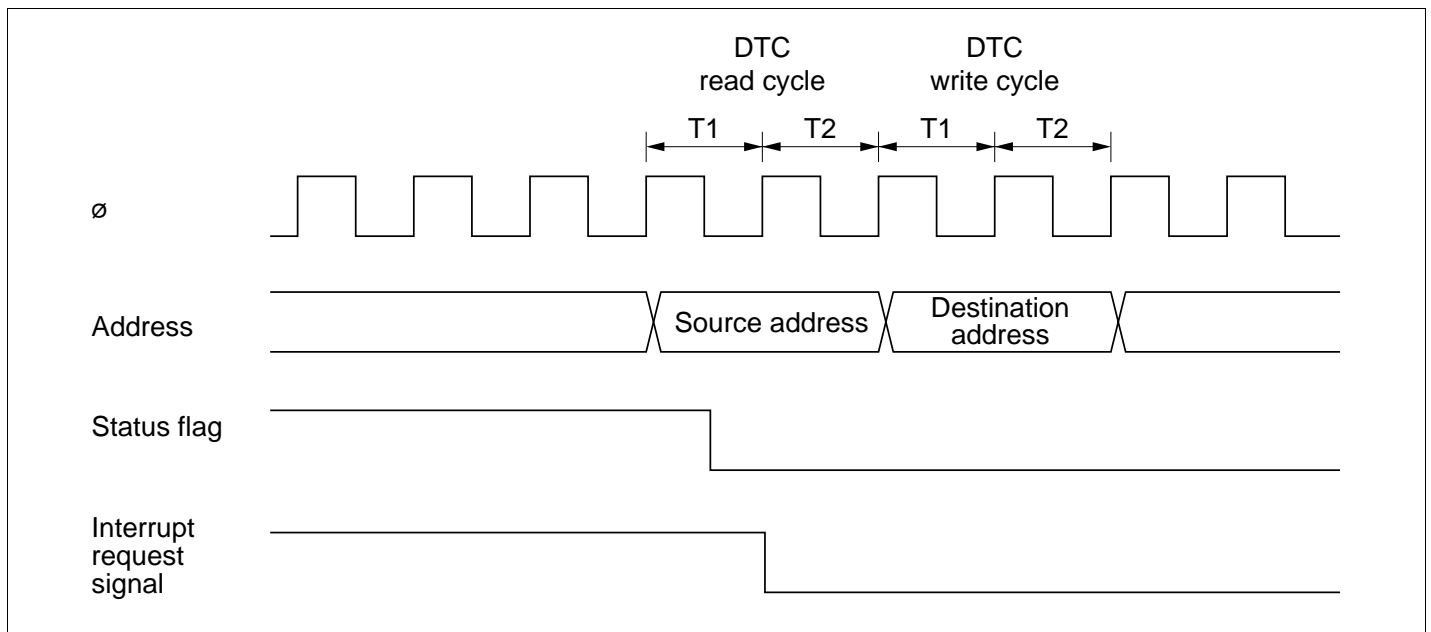 DTC
read cycle
DTC
write cycle
T1
T2
T1
T2
ø
Address
Source address
Destination
address
Status flag
Interrupt
request
signal